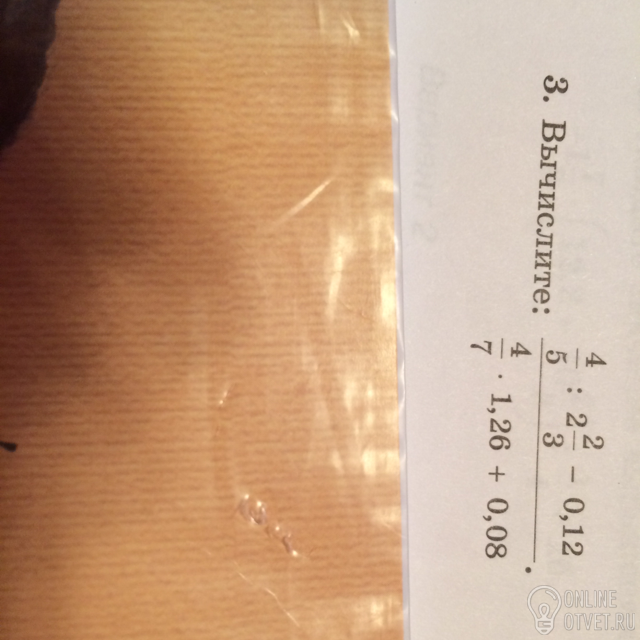 3. Вычислите:
4/5 : 2 2/3 − 0,12
4/7 · 1,26 + 0,08 .
ONLINE
OTVET.RU